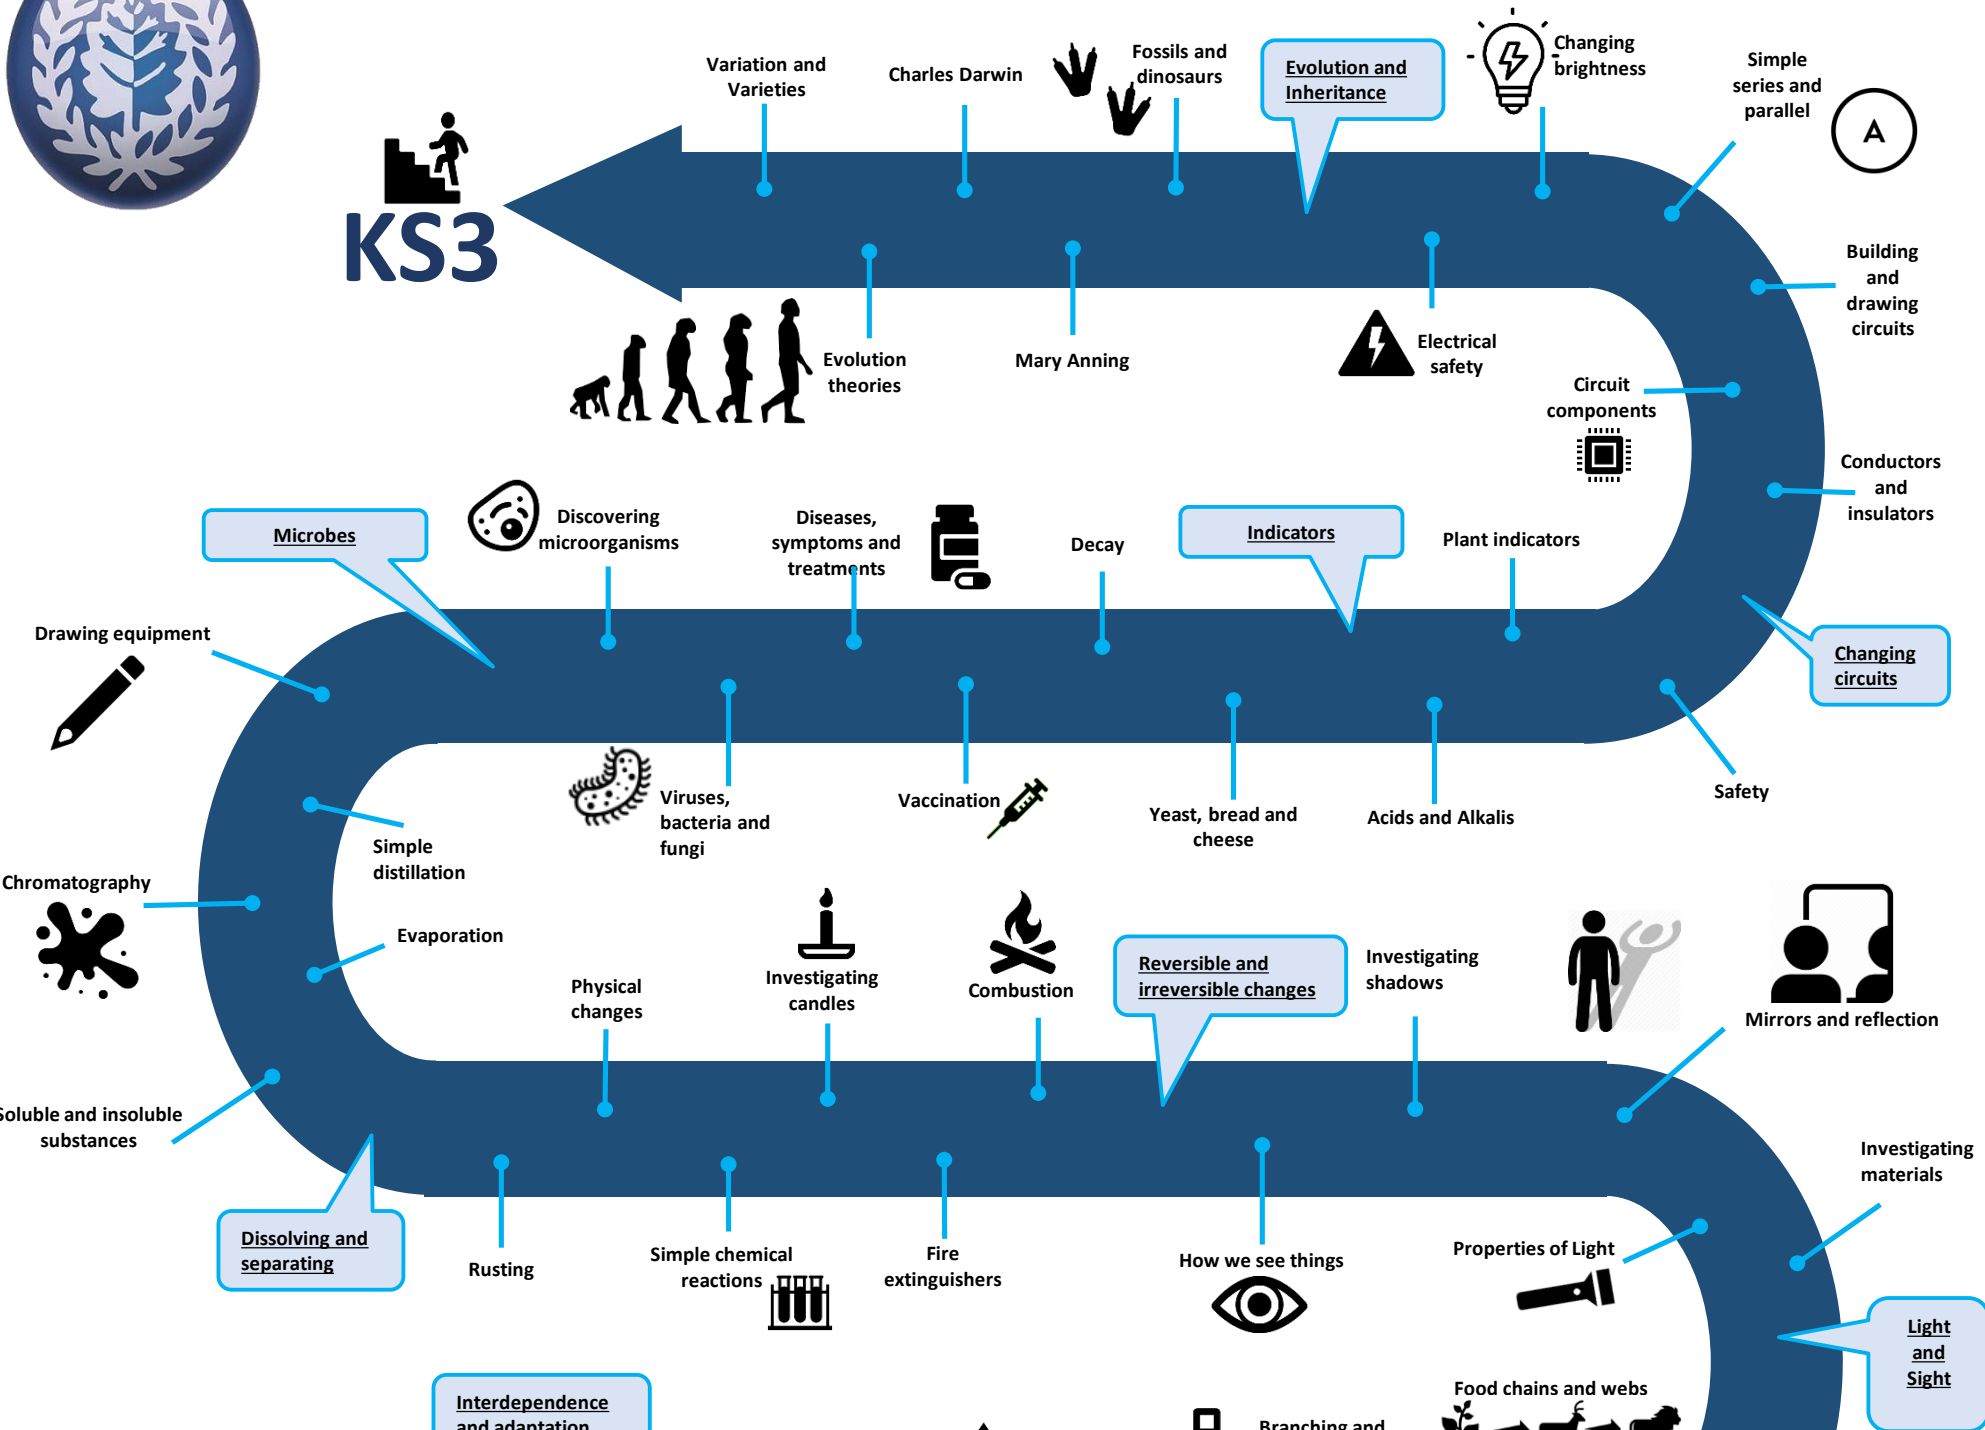 Variation and
Varieties
Charles Darwin
Fossils and
dinosaurs
Evolution and
Inheritance
Changing
brightness
Simple
series and
parallel
A
KS3
Building
and
drawing
circuits
Evolution
theories
Mary Anning
Electrical
safety
Circuit
components
Conductors
and
insulators
Microbes
Discovering
microorganisms
Diseases,
symptoms and
treatments
Decay
Indicators
Plant indicators
Changing
circuits
Drawing equipment
Viruses,
bacteria and
fungi
Vaccination
Yeast, bread and
cheese
Acids and Alkalis
Safety
Simple
distillation
Chromatography
Evaporation
Physical
changes
Investigating
candles
Combustion
Reversible and
irreversible changes
Investigating
shadows
Mirrors and reflection
Soluble and insoluble
substances
Investigating
materials
Dissolving and
separating
Rusting
Simple chemical
reactions
Fire
extinguishers
How we see things
Properties of Light
Light
and
Sight
Interdependence
and adaptation
Branching and
Food chains and webs